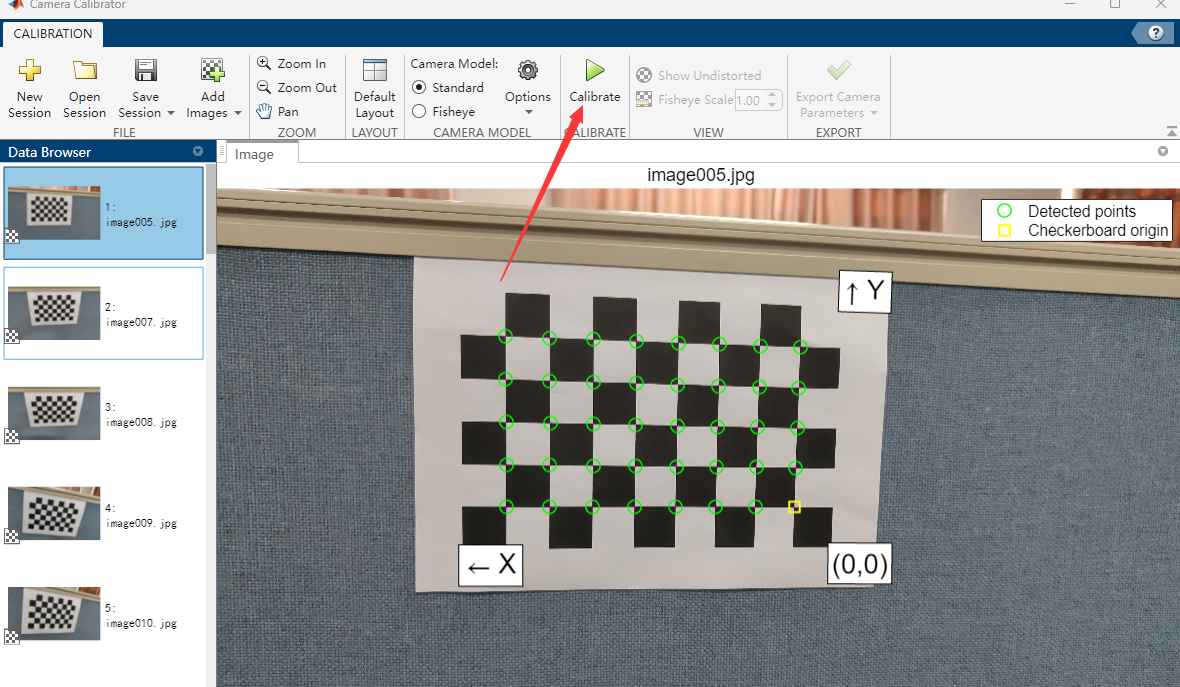 Camera Calibrator
CALIBRATION
?
New Session
Open Session
Save Session
Add Images
FILE
Zoom In
Zoom Out
Pan
ZOOM
Default Layout
LAYOUT
Camera Model:
Standard
Fisheye
Options
CAMERA MODEL
Calibrate
CALIBRATE
Show Undistorted
Fisheye Scale 1.00
VIEW
Export Camera Parameters
EXPORT
Data Browser
Image
1:
image005. jpg
2:
image007. jpg
3:
image008. jpg
4:
image009. jpg
5:
image010. jpg
image005.jpg
Detected points
Checkerboard origin
↑ Y
← X
(0,0)